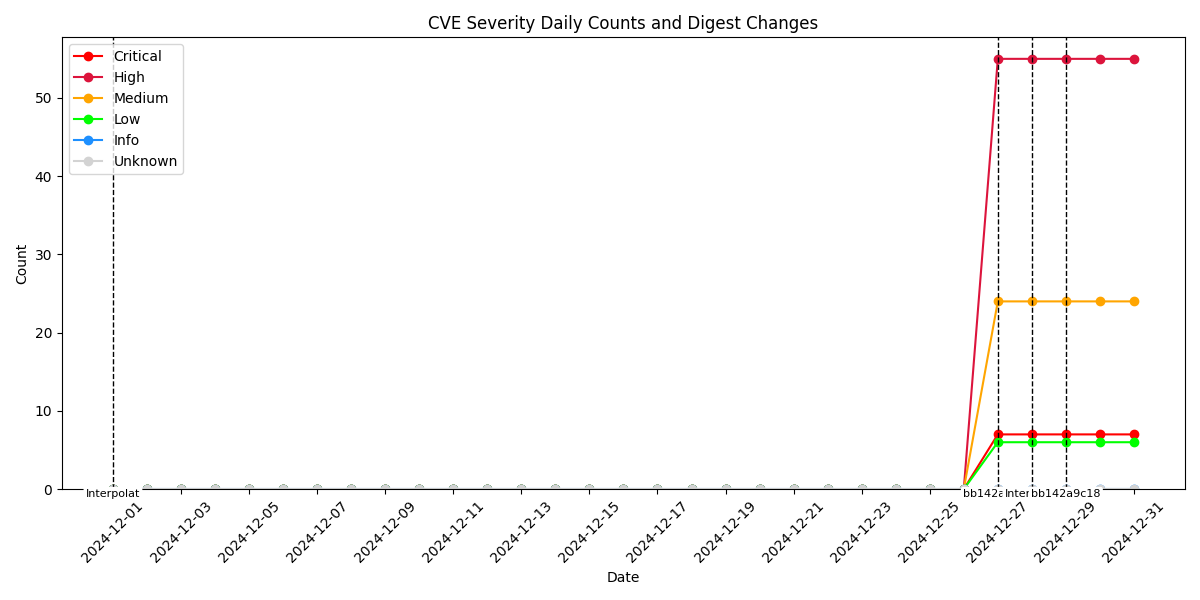 CVE Severity Daily Counts and Digest Changes
Critical
High
Medium
Low
Info
Unknown
Count
50
40
30
20
10
0
Interpolat
bb142a
Inter
bb142a9c18
2024-12-01
2024-12-03
2024-12-05
2024-12-07
2024-12-09
2024-12-11
2024-12-13
2024-12-15
2024-12-17
2024-12-19
2024-12-21
2024-12-23
2024-12-25
2024-12-27
2024-12-29
2024-12-31
Date